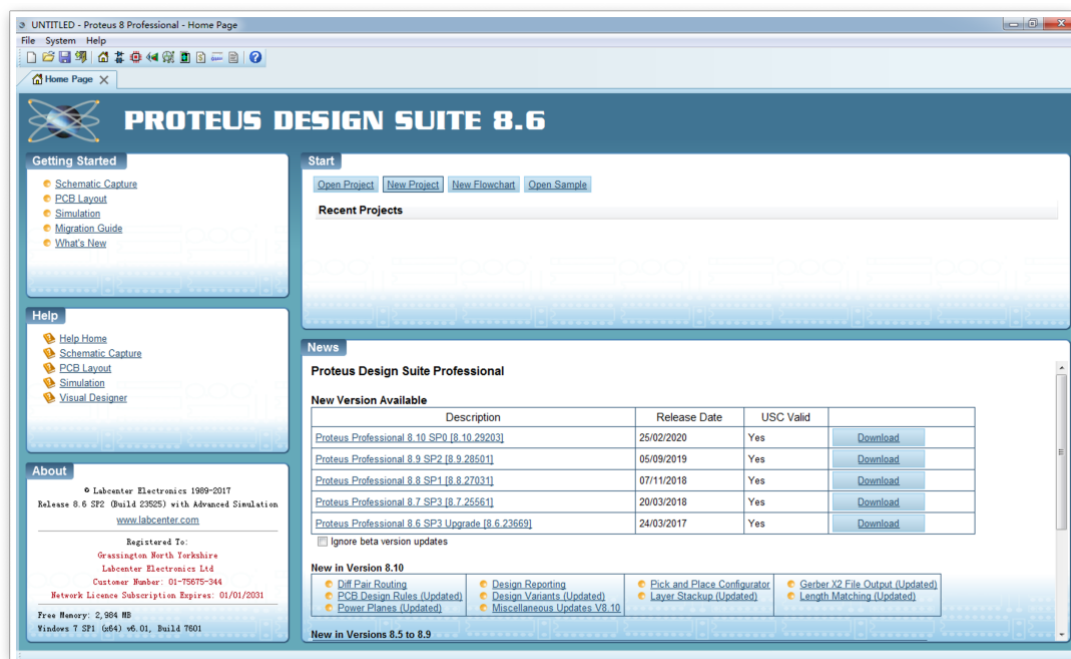 UNTITLED - Proteus 8 Professional - Home Page
File System Help
Home Page
PROTEUS DESIGN SUITE 8.6
Getting Started
Schematic Capture
PCB Layout
Simulation
Migration Guide
What's New
Help
Help Home
Schematic Capture
PCB Layout
Simulation
Visual Designer
About
© Labcenter Electronics 1989-2017
Release 8.6 SP2 (Build 23525) with Advanced Simulation
www.labcenter.com
Registered To:
Grassington North Yorkshire
Labcenter Electronics Ltd
Customer Number: 01-75675-344
Network Licence Subscription Expires: 01/01/2031
Free Memory: 2,984 MB
Windows 7 SP1 (x64) v6.01, Build 7601
Start
Open Project New Project New Flowchart Open Sample
Recent Projects
News
Proteus Design Suite Professional
New Version Available
Description Release Date USC Valid
Proteus Professional 8.10 SP0 [8.10.29203] 25/02/2020 Yes Download
Proteus Professional 8.9 SP2 [8.9.28501] 05/09/2019 Yes Download
Proteus Professional 8.8 SP1 [8.8.27031] 07/11/2018 Yes Download
Proteus Professional 8.7 SP3 [8.7.25561] 20/03/2018 Yes Download
Proteus Professional 8.6 SP3 Upgrade [8.6.23669] 24/03/2017 Yes Download
Ignore beta version updates
New in Version 8.10
Diff Pair Routing Design Reporting Pick and Place Configurator Gerber X2 File Output (Updated)
PCB Design Rules (Updated) Design Variants (Updated) Layer Stackup (Updated) Length Matching (Updated)
Power Planes (Updated) Miscellaneous Updates V8.10
New in Versions 8.5 to 8.9